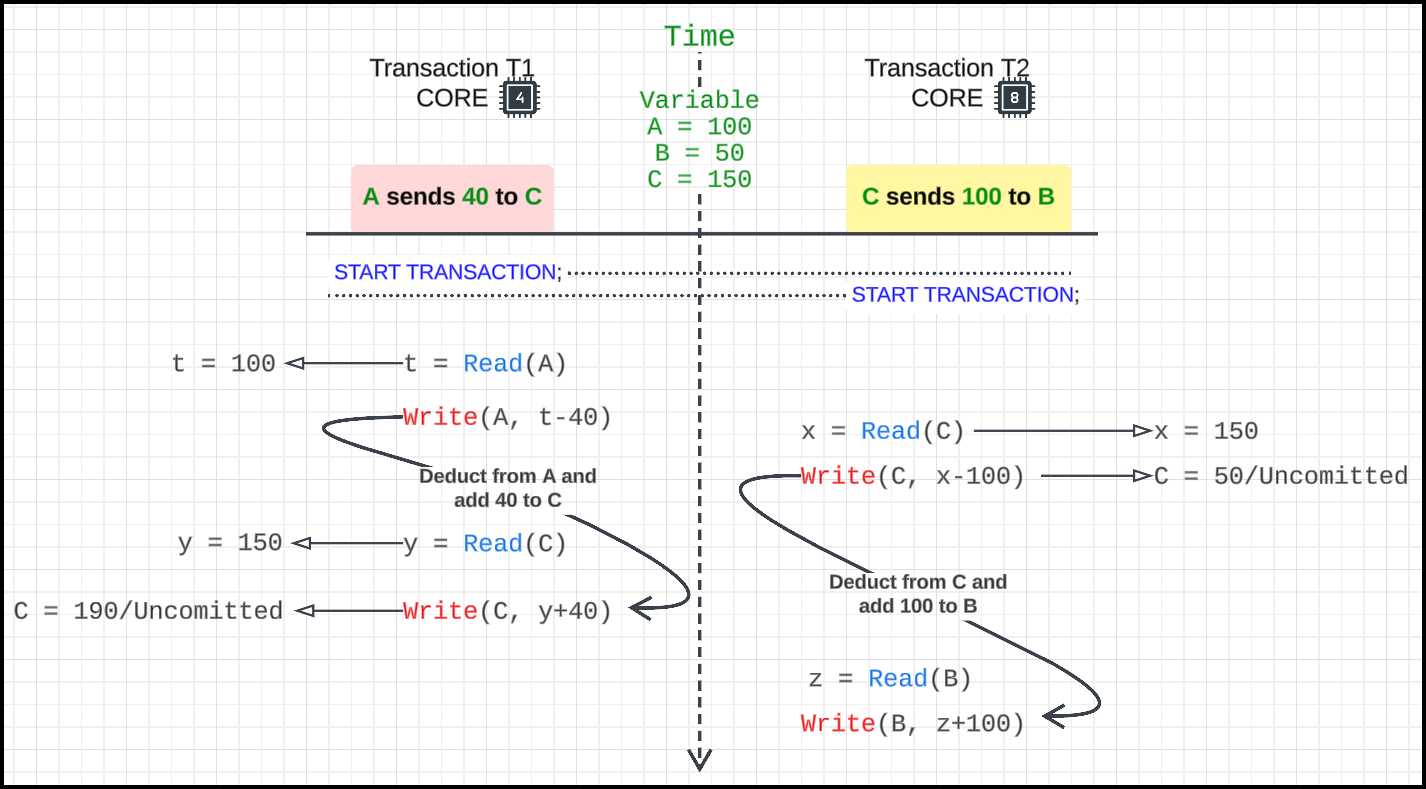 Time
Transaction T1
CORE 4
Variable
A = 100
B = 50
C = 150
Transaction T2
CORE 8
A sends 40 to C
C sends 100 to B
START TRANSACTION;
START TRANSACTION;
t = 100
t = Read(A)
Write(A, t-40)
x = Read(C)
x = 150
Deduct from A and
add 40 to C
Write(C, x-100)
C = 50/Uncomitted
y = 150
y = Read(C)
Deduct from C and
add 100 to B
C = 190/Uncomitted
Write(C, y+40)
z = Read(B)
Write(B, z+100)